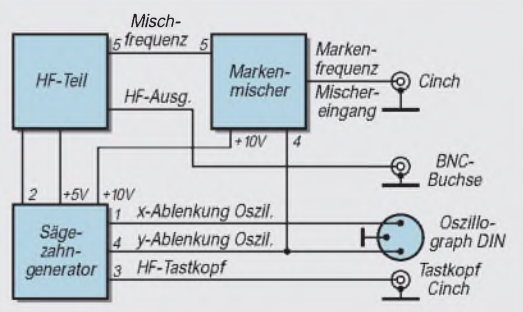 Misch-
frequenz
5 5
HF-Teil
Marken-
mischer
Marken-
frequenz
Mischer-
eingang
Cinch
HF-Ausg.
+10V 4
BNC-
Buchse
2 +5V +10V
Säge-
zahn-
generator
1 x-Ablenkung Oszil.
4 y-Ablenkung Oszil.
3 HF-Tastkopf
Oszillo-
graph DIN
Tastkopf
Cinch